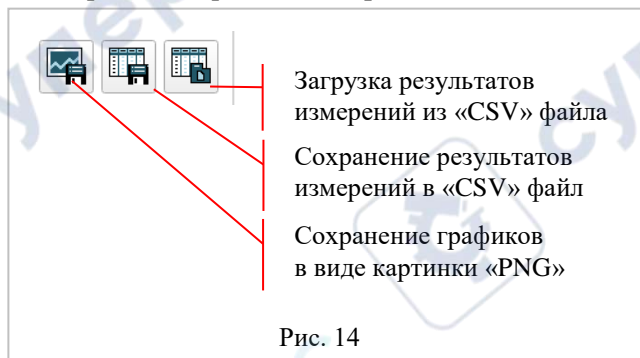 Загрузка результатов
измерений из «CSV» файла
Сохранение результатов
измерений в «CSV» файл
Сохранение графиков
в виде картинки «PNG»
Рис. 14